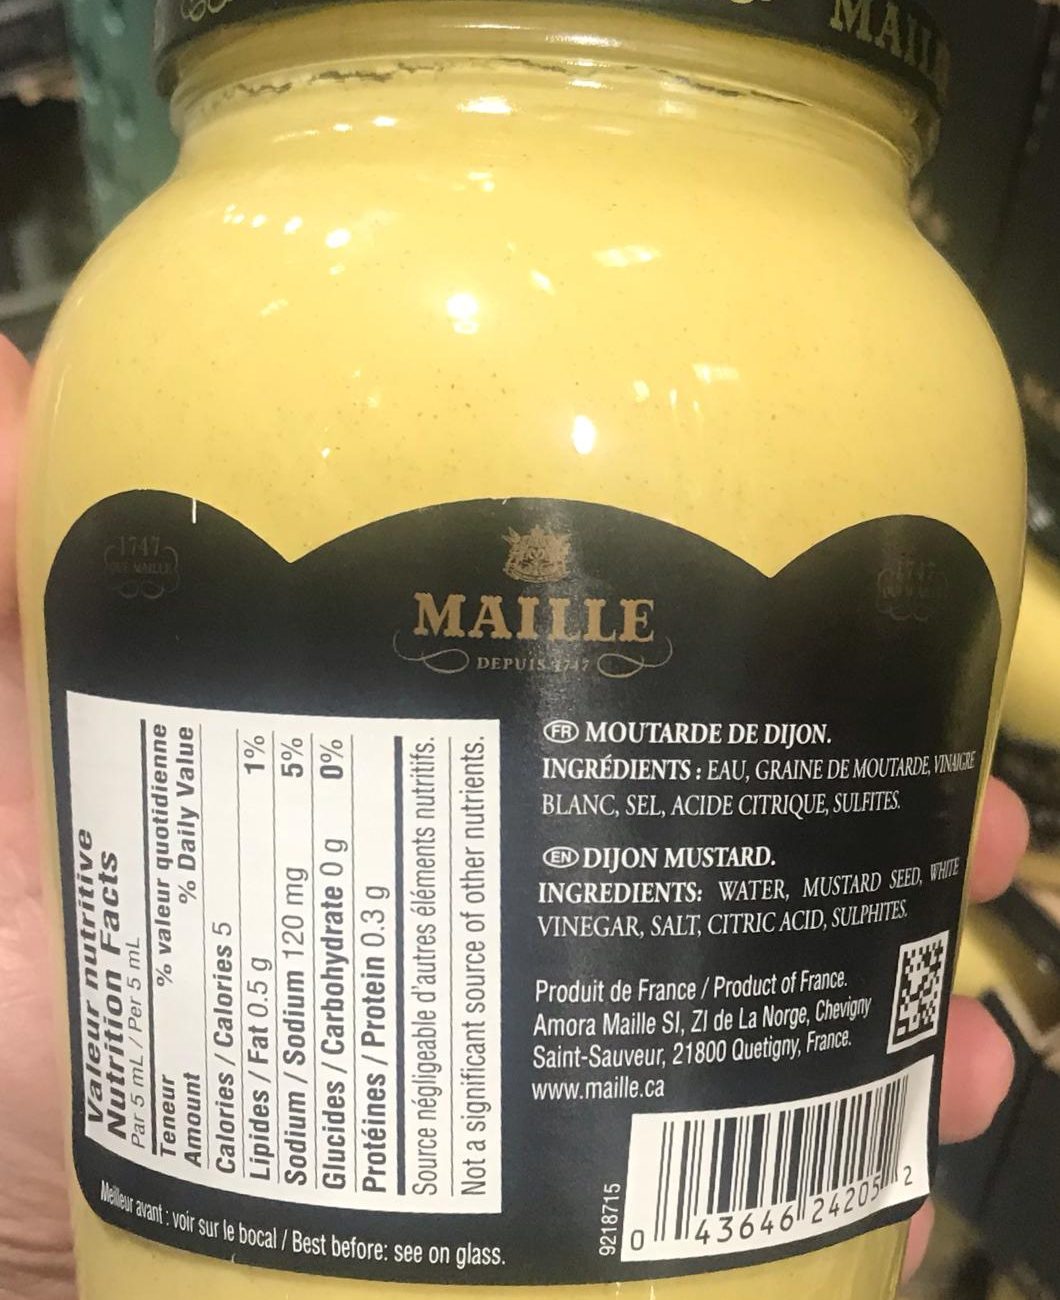 MAILLE
1747
MAILLE
DEPUIS 1747
Valeur nutritive
Nutrition Facts
Par 5 mL / Per 5 mL
Teneur % valeur quotidienne
Amount % Daily Value
Calories / Calories 5
Lipides / Fat 0.5 g 1%
Sodium / Sodium 120 mg 5%
Glucides / Carbohydrate 0 g 0%
Protéines / Protein 0.3 g
Source négligeable d'autres éléments nutritifs.
Not a significant source of other nutrients.
Meilleur avant : voir sur le bocal / Best before: see on glass.
FR MOUTARDE DE DIJON.
INGRÉDIENTS : EAU, GRAINE DE MOUTARDE, VINAIGRE
BLANC, SEL, ACIDE CITRIQUE, SULFITES.
EN DIJON MUSTARD.
INGREDIENTS: WATER, MUSTARD SEED, WHITE
VINEGAR, SALT, CITRIC ACID, SULPHITES.
Produit de France / Product of France.
Amora Maille SI, ZI de La Norge, Chevigny
Saint-Sauveur, 21800 Quetigny, France.
www.maille.ca
9218715
0 43646 24205 2